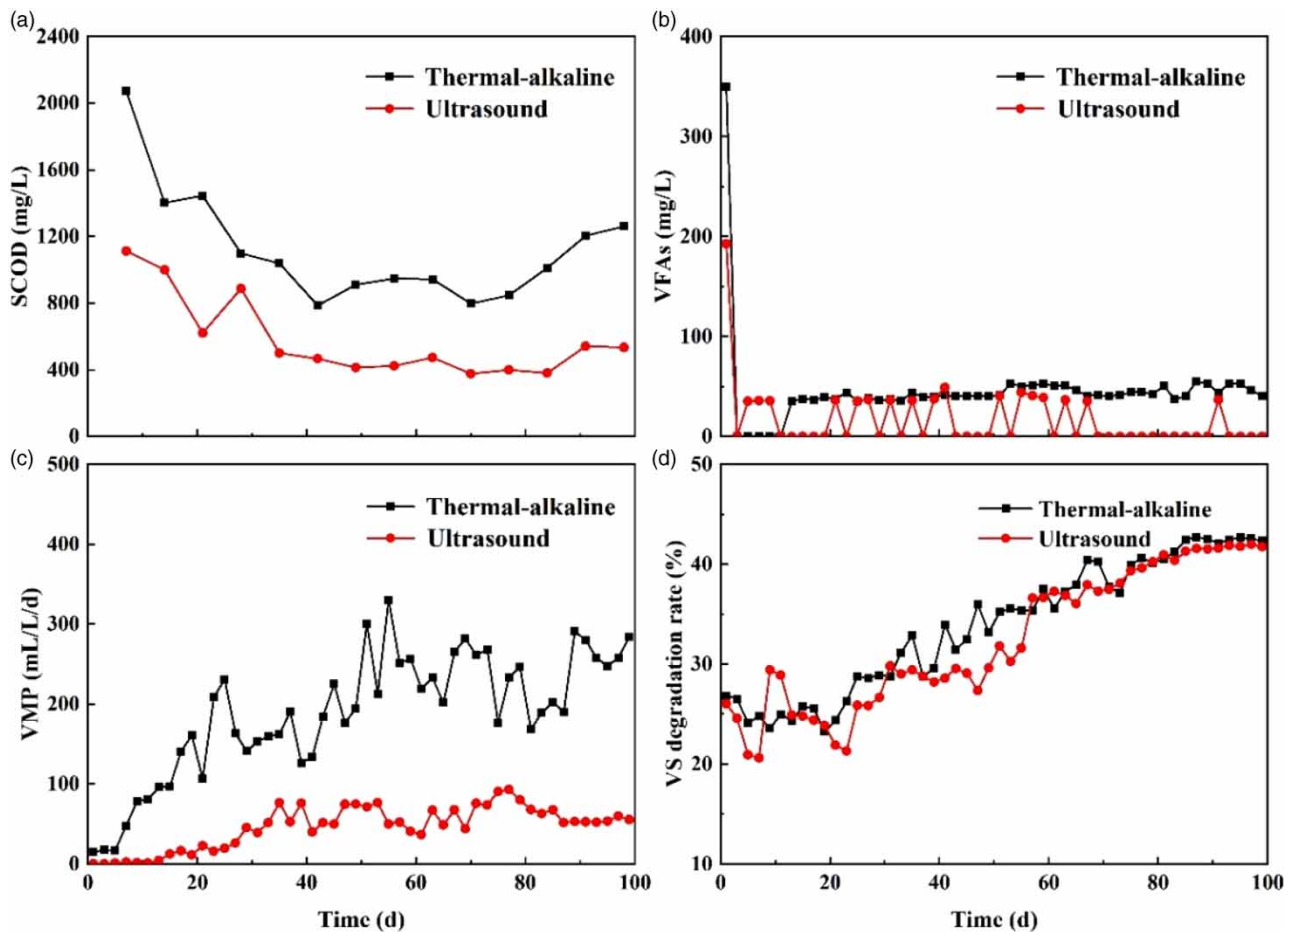 (a)
2400
2000
1600
1200
800
400
0
SCOD (mg/L)
Thermal-alkaline
Ultrasound
(b)
400
300
200
100
0
VFAs (mg/L)
Thermal-alkaline
Ultrasound
(c)
500
400
300
200
100
0
VMP (mL/L/d)
Thermal-alkaline
Ultrasound
0 20 40 60 80 100
Time (d)
(d)
50
40
30
20
10
VS degradation rate (%)
Thermal-alkaline
Ultrasound
0 20 40 60 80 100
Time (d)